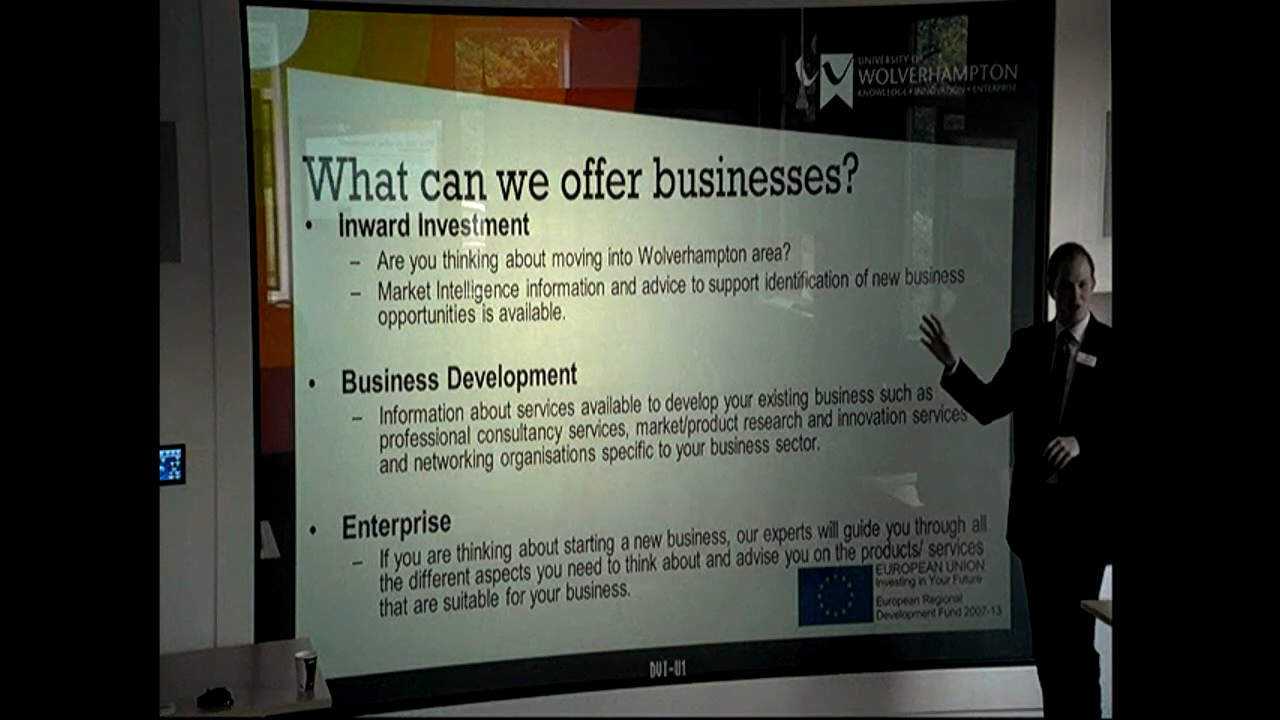 UNIVERSITY OF
WOLVERHAMPTON
KNOWLEDGE • INNOVATION • ENTERPRISE
What can we offer businesses?
• Inward Investment
– Are you thinking about moving into Wolverhampton area?
– Market Intelligence information and advice to support identification of new business
opportunities is available.
• Business Development
– Information about services available to develop your existing business such as
professional consultancy services, market/product research and innovation services
and networking organisations specific to your business sector.
• Enterprise
– If you are thinking about starting a new business, our experts will guide you through all
the different aspects you need to think about and advise you on the products/ services
that are suitable for your business.
EUROPEAN UNION
Investing in Your Future
European Regional
Development Fund 2007-13
DVI-U1